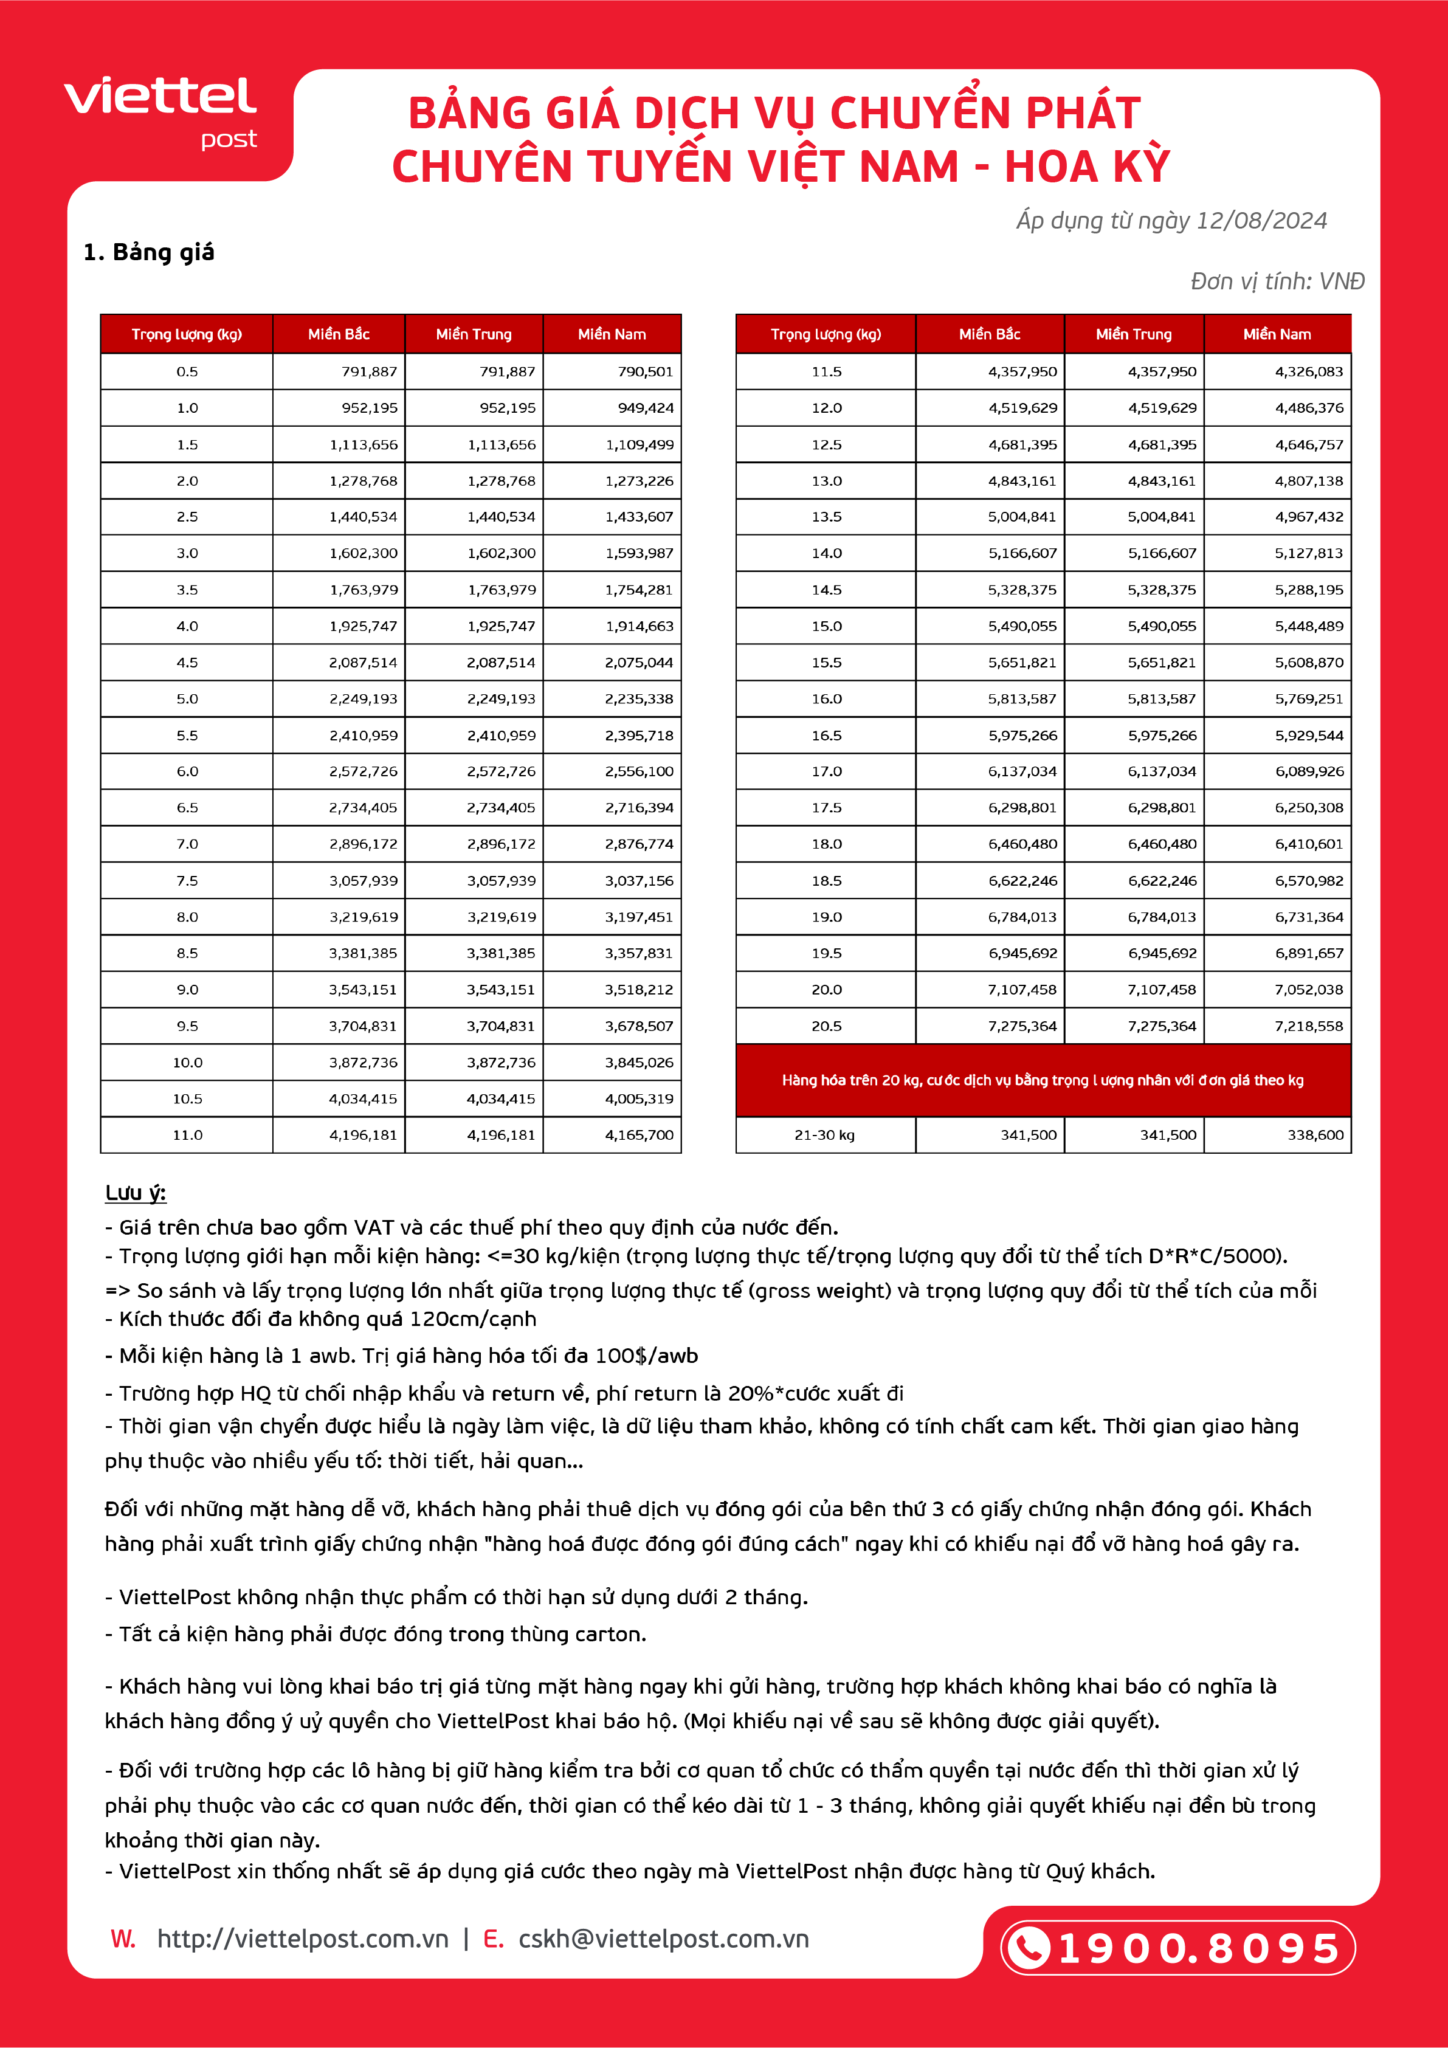 viettel
post
BẢNG GIÁ DỊCH VỤ CHUYỂN PHÁT
CHUYÊN TUYẾN VIỆT NAM - HOA KỲ
Áp dụng từ ngày 12/08/2024
1. Bảng giá
Đơn vị tính: VNĐ
Trọng lượng (kg) Miền Bắc Miền Trung Miền Nam
0.5 791,887 791,887 790,501
1.0 952,195 952,195 949,424
1.5 1,113,656 1,113,656 1,109,499
2.0 1,278,768 1,278,768 1,273,226
2.5 1,440,534 1,440,534 1,433,607
3.0 1,602,300 1,602,300 1,593,987
3.5 1,763,979 1,763,979 1,754,281
4.0 1,925,747 1,925,747 1,914,663
4.5 2,087,514 2,087,514 2,075,044
5.0 2,249,193 2,249,193 2,235,338
5.5 2,410,959 2,410,959 2,395,718
6.0 2,572,726 2,572,726 2,556,100
6.5 2,734,405 2,734,405 2,716,394
7.0 2,896,172 2,896,172 2,876,774
7.5 3,057,939 3,057,939 3,037,156
8.0 3,219,619 3,219,619 3,197,451
8.5 3,381,385 3,381,385 3,357,831
9.0 3,543,151 3,543,151 3,518,212
9.5 3,704,831 3,704,831 3,678,507
10.0 3,872,736 3,872,736 3,845,026
10.5 4,034,415 4,034,415 4,005,319
11.0 4,196,181 4,196,181 4,165,700
Trọng lượng (kg) Miền Bắc Miền Trung Miền Nam
11.5 4,357,950 4,357,950 4,326,083
12.0 4,519,629 4,519,629 4,486,376
12.5 4,681,395 4,681,395 4,646,757
13.0 4,843,161 4,843,161 4,807,138
13.5 5,004,841 5,004,841 4,967,432
14.0 5,166,607 5,166,607 5,127,813
14.5 5,328,375 5,328,375 5,288,195
15.0 5,490,055 5,490,055 5,448,489
15.5 5,651,821 5,651,821 5,608,870
16.0 5,813,587 5,813,587 5,769,251
16.5 5,975,266 5,975,266 5,929,544
17.0 6,137,034 6,137,034 6,089,926
17.5 6,298,801 6,298,801 6,250,308
18.0 6,460,480 6,460,480 6,410,601
18.5 6,622,246 6,622,246 6,570,982
19.0 6,784,013 6,784,013 6,731,364
19.5 6,945,692 6,945,692 6,891,657
20.0 7,107,458 7,107,458 7,052,038
20.5 7,275,364 7,275,364 7,218,558
Hàng hóa trên 20 kg, cước dịch vụ bằng trọng lượng nhân với đơn giá theo kg
21-30 kg 341,500 341,500 338,600
Lưu ý:
- Giá trên chưa bao gồm VAT và các thuế phí theo quy định của nước đến.
- Trọng lượng giới hạn mỗi kiện hàng: <=30 kg/kiện (trọng lượng thực tế/trọng lượng quy đổi từ thể tích D*R*C/5000).
=> So sánh và lấy trọng lượng lớn nhất giữa trọng lượng thực tế (gross weight) và trọng lượng quy đổi từ thể tích của mỗi
- Kích thước đối đa không quá 120cm/cạnh
- Mỗi kiện hàng là 1 awb. Trị giá hàng hóa tối đa 100$/awb
- Trường hợp HQ từ chối nhập khẩu và return về, phí return là 20%*cước xuất đi
- Thời gian vận chyển được hiểu là ngày làm việc, là dữ liệu tham khảo, không có tính chất cam kết. Thời gian giao hàng
phụ thuộc vào nhiều yếu tố: thời tiết, hải quan...
Đối với những mặt hàng dễ vỡ, khách hàng phải thuê dịch vụ đóng gói của bên thứ 3 có giấy chứng nhận đóng gói. Khách
hàng phải xuất trình giấy chứng nhận "hàng hoá được đóng gói đúng cách" ngay khi có khiếu nại đổ vỡ hàng hoá gây ra.
- ViettelPost không nhận thực phẩm có thời hạn sử dụng dưới 2 tháng.
- Tất cả kiện hàng phải được đóng trong thùng carton.
- Khách hàng vui lòng khai báo trị giá từng mặt hàng ngay khi gửi hàng, trường hợp khách không khai báo có nghĩa là
khách hàng đồng ý uỷ quyền cho ViettelPost khai báo hộ. (Mọi khiếu nại về sau sẽ không được giải quyết).
- Đối với trường hợp các lô hàng bị giữ hàng kiểm tra bởi cơ quan tổ chức có thẩm quyền tại nước đến thì thời gian xử lý
phải phụ thuộc vào các cơ quan nước đến, thời gian có thể kéo dài từ 1 - 3 tháng, không giải quyết khiếu nại đền bù trong
khoảng thời gian này.
- ViettelPost xin thống nhất sẽ áp dụng giá cước theo ngày mà ViettelPost nhận được hàng từ Quý khách.
W. http://viettelpost.com.vn | E. cskh@viettelpost.com.vn
1900.8095